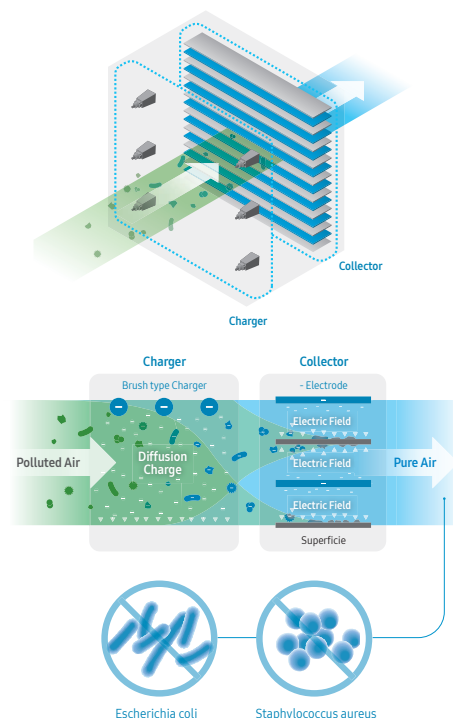 Collector
Charger
Charger
Collector
Brush type Charger
- Electrode
Electric Field
Polluted Air
Diffusion
Charge
Electric Field
Pure Air
Electric Field
Superficie
Escherichia coli
Staphylococcus aureus